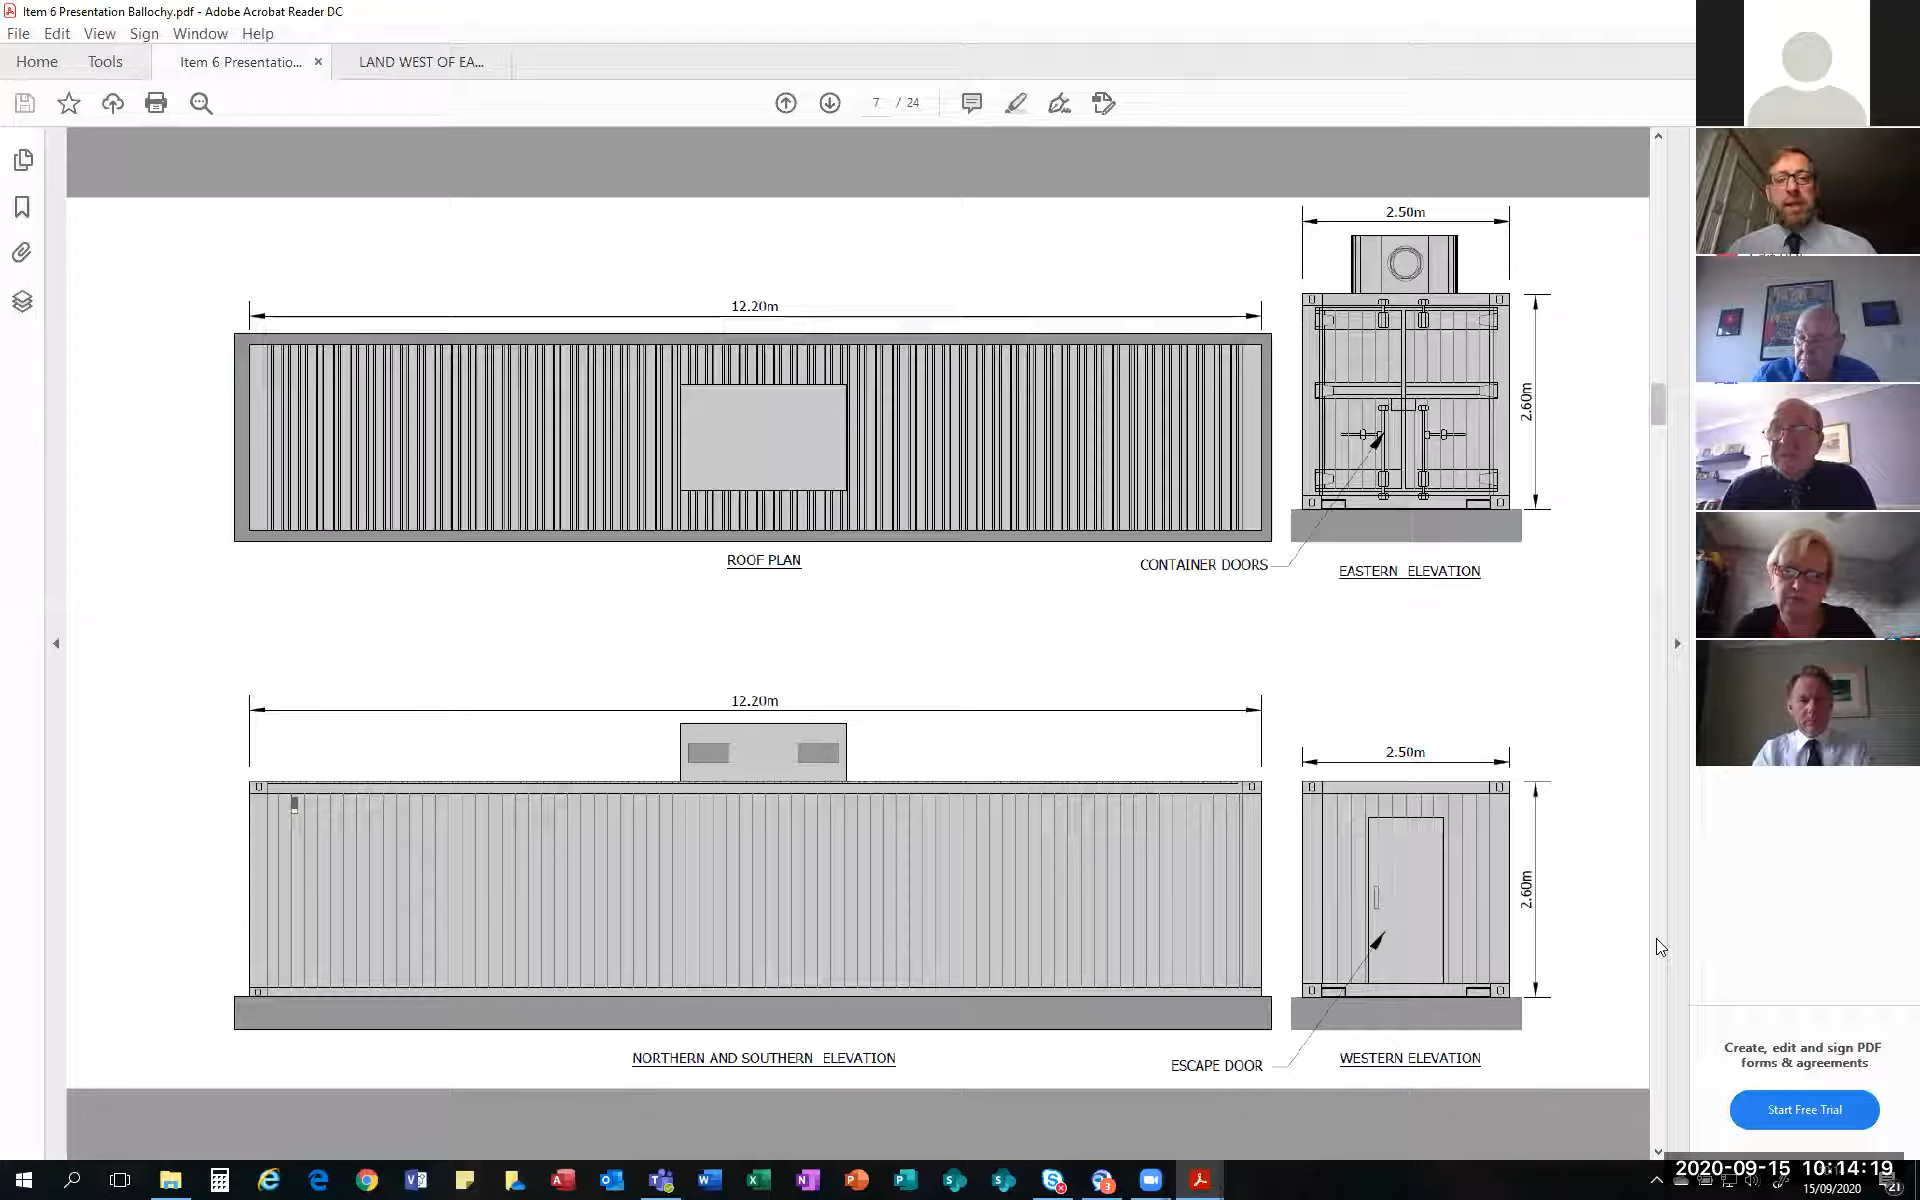 Item 6 Presentation Ballochy.pdf - Adobe Acrobat Reader DC
File Edit View Sign Window Help
Home Tools Item 6 Presentatio... × LAND WEST OF EA...
7 / 24
2.50m
12.20m
2.60m
ROOF PLAN
CONTAINER DOORS
EASTERN ELEVATION
12.20m
2.50m
2.60m
NORTHERN AND SOUTHERN ELEVATION
ESCAPE DOOR
WESTERN ELEVATION
Create, edit and sign PDF
forms & agreements
Start Free Trial
2020-09-15 10:14:19
15/09/2020
21